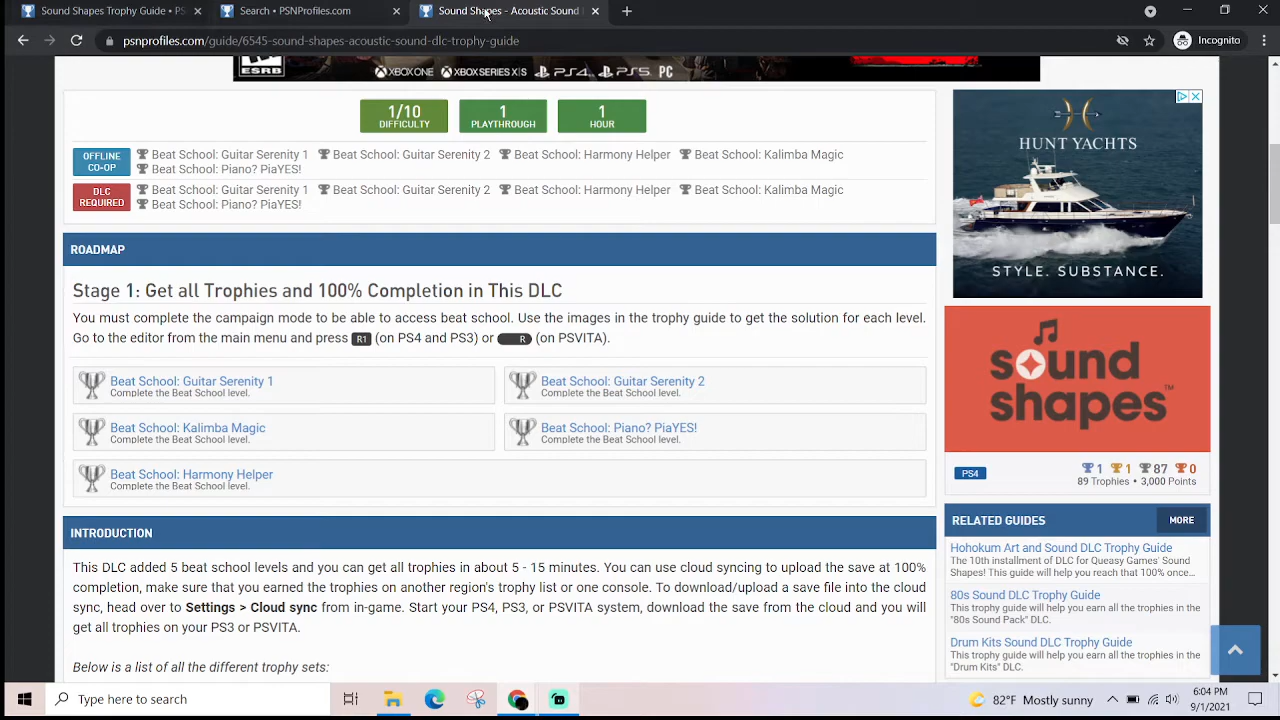 Sound Shapes Trophy Guide • PS
Search • PSNProfiles.com
Sound Shapes - Acoustic Sound
psnprofiles.com/guide/6545-sound-shapes-acoustic-sound-dlc-trophy-guide
Incognito
ESRB
XBOX ONE XBOX SERIES X|S PS4 PS5 PC
1/10
DIFFICULTY
1
PLAYTHROUGH
1
HOUR
OFFLINE
CO-OP
Beat School: Guitar Serenity 1 Beat School: Guitar Serenity 2 Beat School: Harmony Helper Beat School: Kalimba Magic
Beat School: Piano? PiaYES!
DLC
REQUIRED
Beat School: Guitar Serenity 1 Beat School: Guitar Serenity 2 Beat School: Harmony Helper Beat School: Kalimba Magic
Beat School: Piano? PiaYES!
ROADMAP
Stage 1: Get all Trophies and 100% Completion in This DLC
You must complete the campaign mode to be able to access beat school. Use the images in the trophy guide to get the solution for each level.
Go to the editor from the main menu and press R1 (on PS4 and PS3) or R (on PSVITA).
Beat School: Guitar Serenity 1
Complete the Beat School level.
Beat School: Guitar Serenity 2
Complete the Beat School level.
Beat School: Kalimba Magic
Complete the Beat School level.
Beat School: Piano? PiaYES!
Complete the Beat School level.
Beat School: Harmony Helper
Complete the Beat School level.
INTRODUCTION
This DLC added 5 beat school levels and you can get all trophies in about 5 - 15 minutes. You can use cloud syncing to upload the save at 100%
completion, make sure that you earned the trophies on another region's trophy list or one console. To download/upload a save file into the cloud
sync, head over to Settings > Cloud sync from in-game. Start your PS4, PS3, or PSVITA system, download the save from the cloud and you will
get all trophies on your PS3 or PSVITA.
Below is a list of all the different trophy sets:
HUNT YACHTS
STYLE. SUBSTANCE.
sound
shapes™
PS4
1 1 87 0
89 Trophies • 3,000 Points
RELATED GUIDES
MORE
Hohokum Art and Sound DLC Trophy Guide
The 10th installment of DLC for Queasy Games' Sound
Shapes! This guide will help you reach that 100% once...
80s Sound DLC Trophy Guide
This trophy guide will help you earn all the trophies in the
"80s Sound Pack" DLC.
Drum Kits Sound DLC Trophy Guide
This trophy guide will help you earn all the trophies in the
"Drum Kits" DLC.
Type here to search
82°F Mostly sunny
6:04 PM
9/1/2021